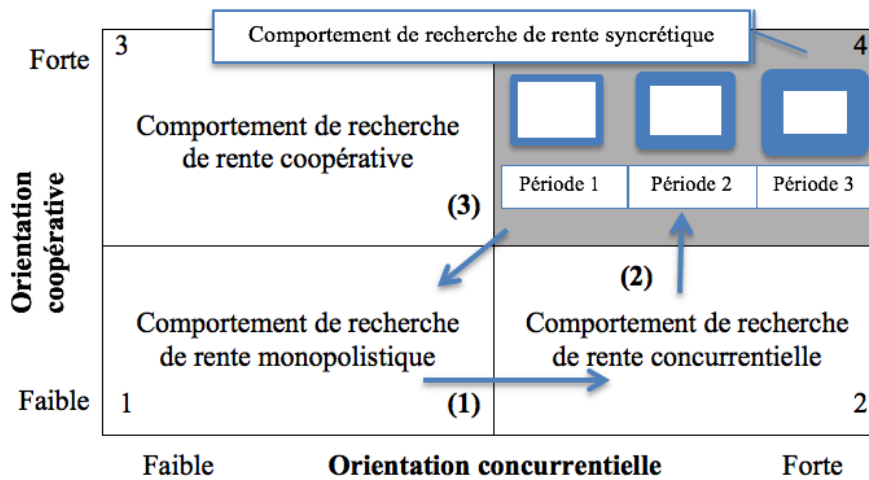 Comportement de recherche de rente syncrétique
3
4
Forte
Comportement de recherche
de rente coopérative
(3)
Période 1
Période 2
Période 3
Orientation
coopérative
Comportement de recherche
de rente monopolistique
(2)
Comportement de recherche
de rente concurrentielle
Faible
1
(1)
2
Faible
Orientation concurrentielle
Forte